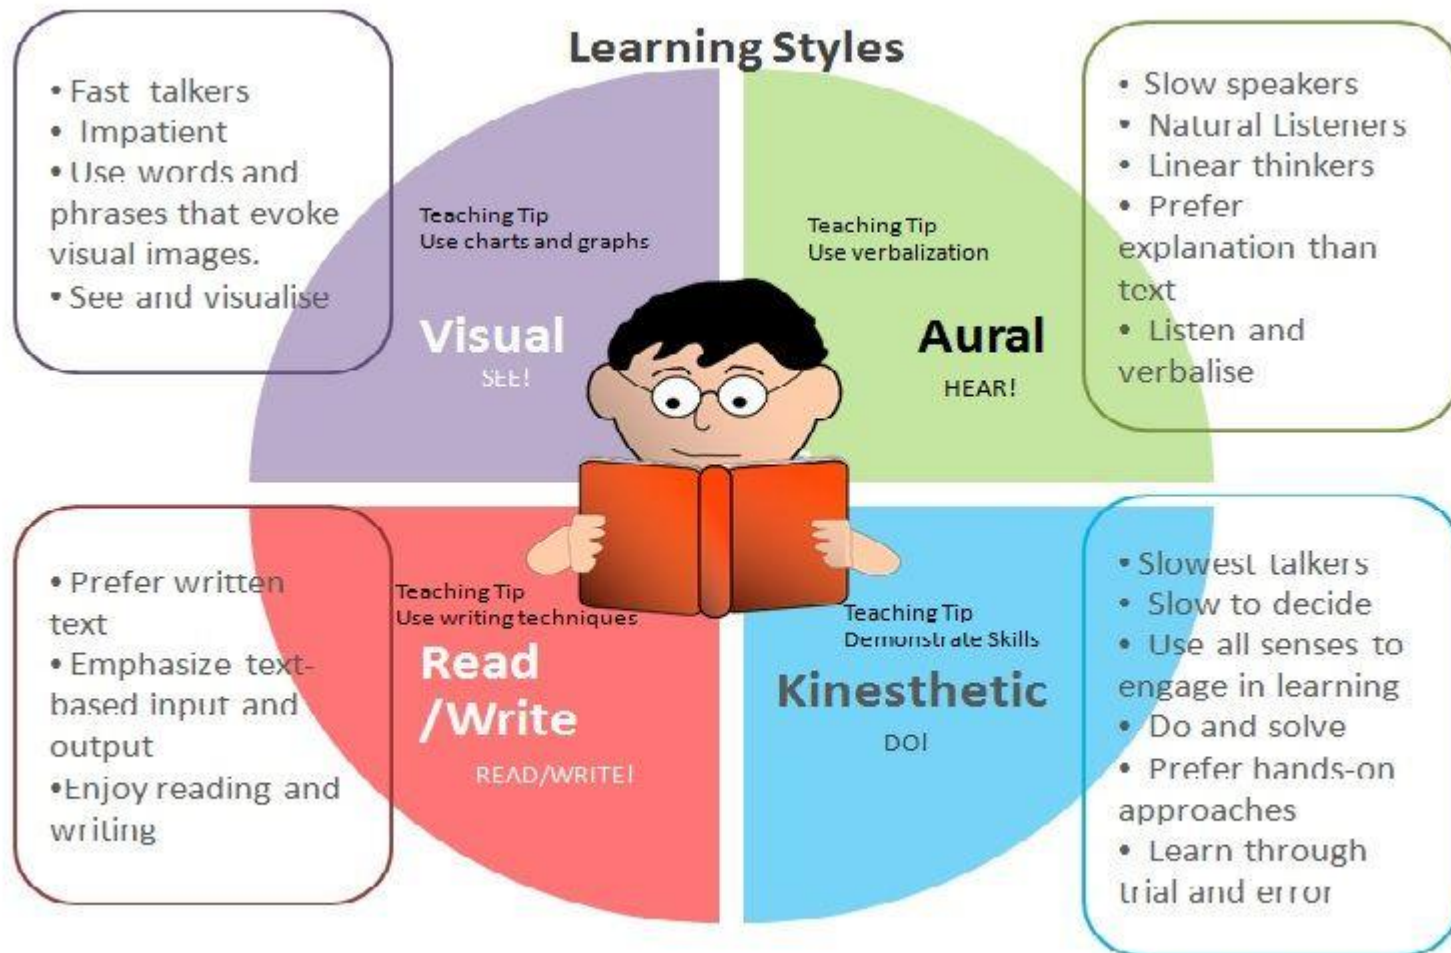 Learning Styles
• Fast talkers
• Impatient
• Use words and
phrases that evoke
visual images.
• See and visualise
Teaching Tip
Use charts and graphs
Visual
SEE!
Teaching Tip
Use verbalization
Aural
HEAR!
• Slow speakers
• Natural Listeners
• Linear thinkers
• Prefer
explanation than
text
• Listen and
verbalise
• Prefer written
text
• Emphasize text-
based input and
output
• Enjoy reading and
writing
Teaching Tip
Use writing techniques
Read
/Write
READ/WRITE!
Teaching Tip
Demonstrate Skills
Kinesthetic
DO!
• Slowest talkers
• Slow to decide
• Use all senses to
engage in learning
• Do and solve
• Prefer hands-on
approaches
• Learn through
trial and error